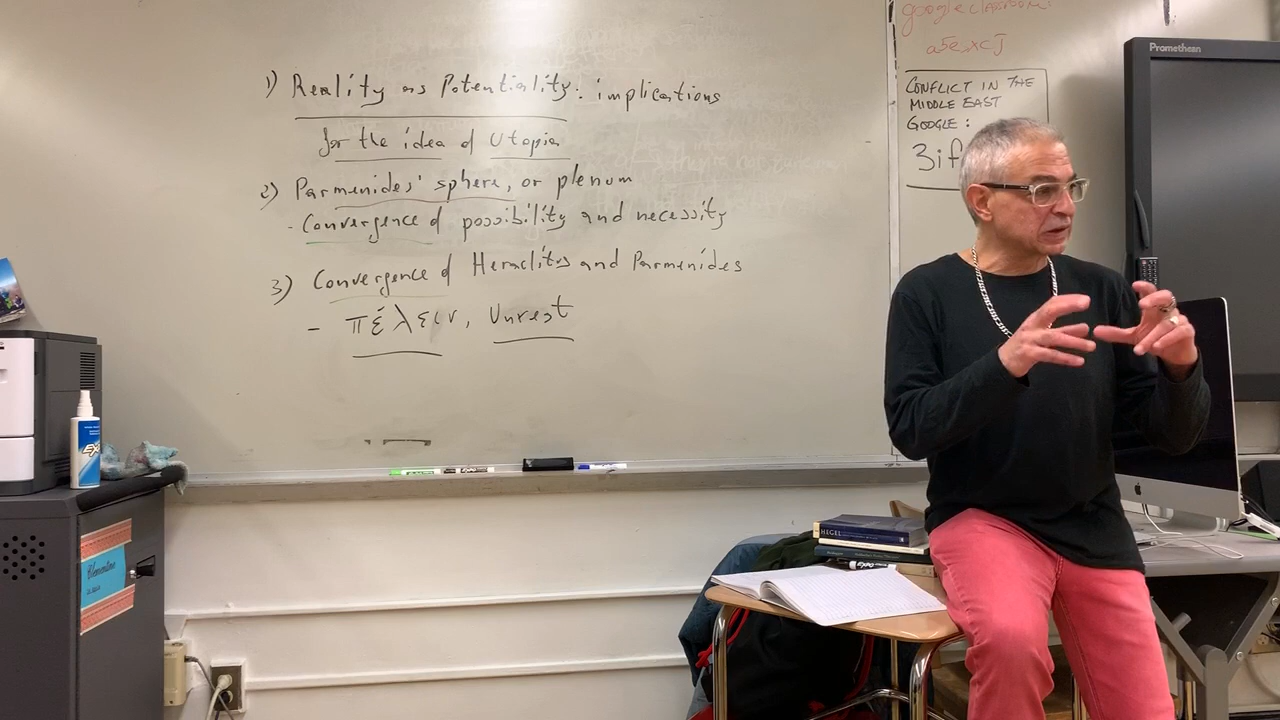 1) Reality as Potentiality: implications
for the idea of Utopia
2) Parmenides' sphere, or plenum
- Convergence of possibility and necessity
3) Convergence of Heraclitus and Parmenides
- πέλειν, Unrest
google classroom:
a5excj
CONFLICT IN THE
MIDDLE EAST
GOOGLE:
3if
Promethean
HEGEL